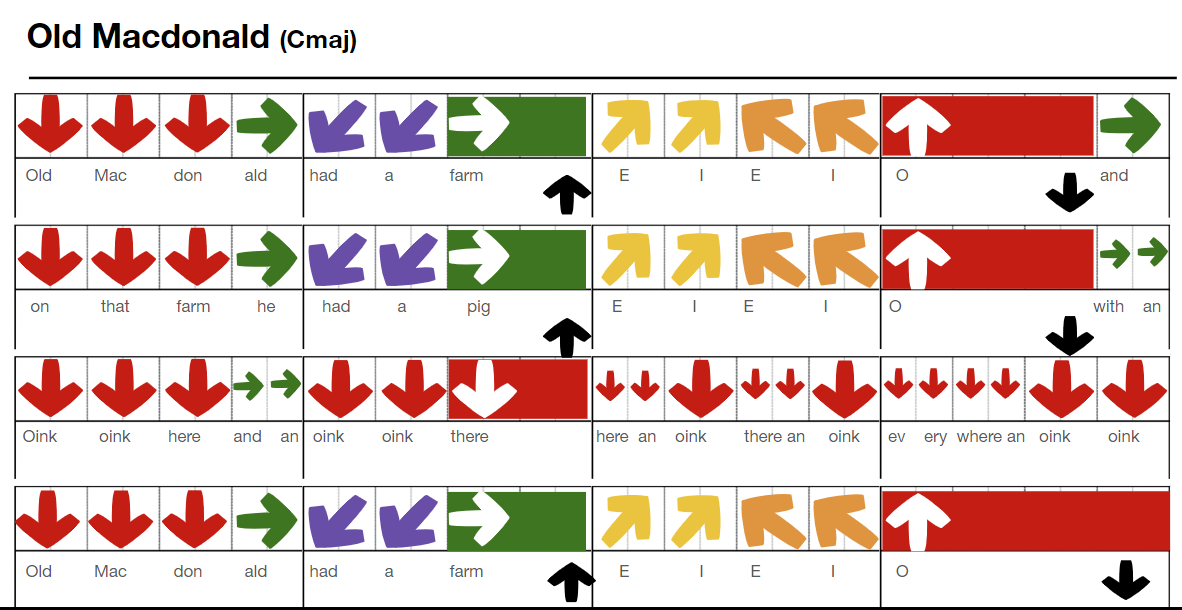 Old Macdonald (Cmaj)
Old Mac don ald had a farm E I E I O and
on that farm he had a pig E I E I O with an
Oink oink here and an oink oink there here an oink there an oink ev ery where an oink oink
Old Mac don ald had a farm E I E I O